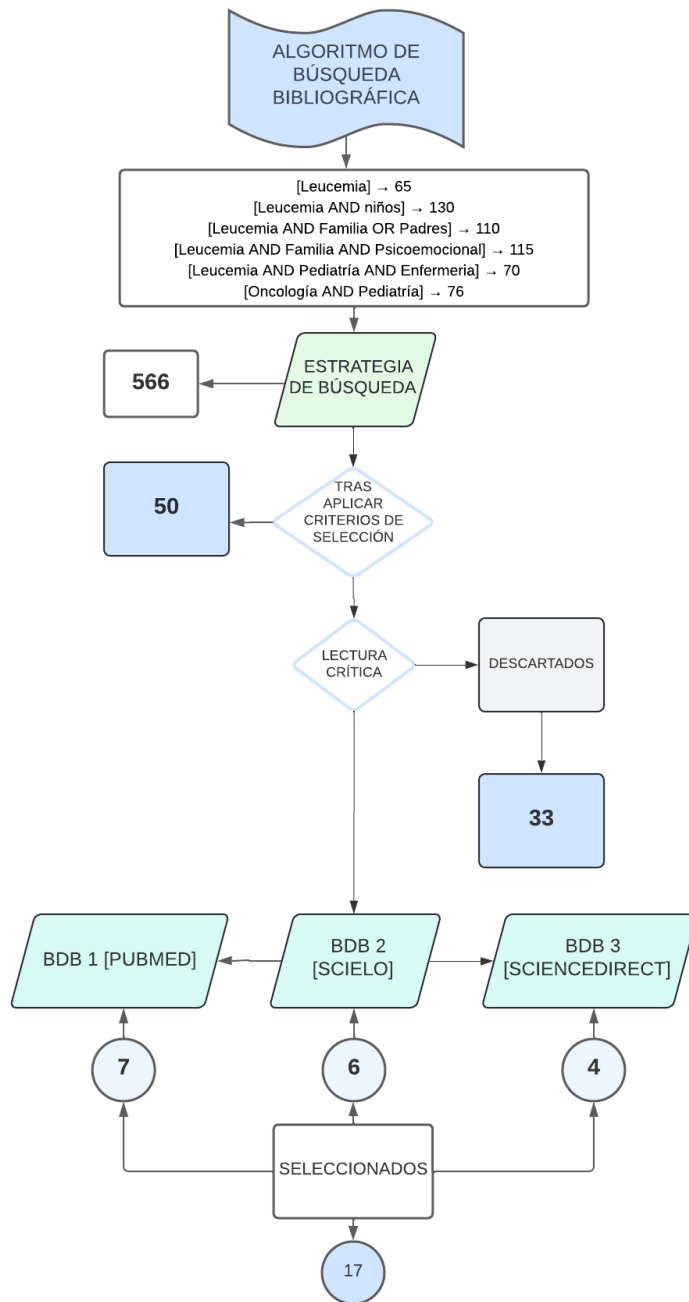 ALGORITMO DE
BÚSQUEDA
BIBLIOGRÁFICA
[Leucemia] → 65
[Leucemia AND niños] → 130
[Leucemia AND Familia OR Padres] → 110
[Leucemia AND Familia AND Psicoemocional] → 115
[Leucemia AND Pediatría AND Enfermeria] → 70
[Oncología AND Pediatría] → 76
ESTRATEGIA
DE BÚSQUEDA
566
TRAS
APLICAR
CRITERIOS DE
SELECCIÓN
50
LECTURA
CRÍTICA
DESCARTADOS
33
BDB 1 [PUBMED]
BDB 2
[SCIELO]
BDB 3
[SCIENCEDIRECT]
7
6
4
SELECCIONADOS
17